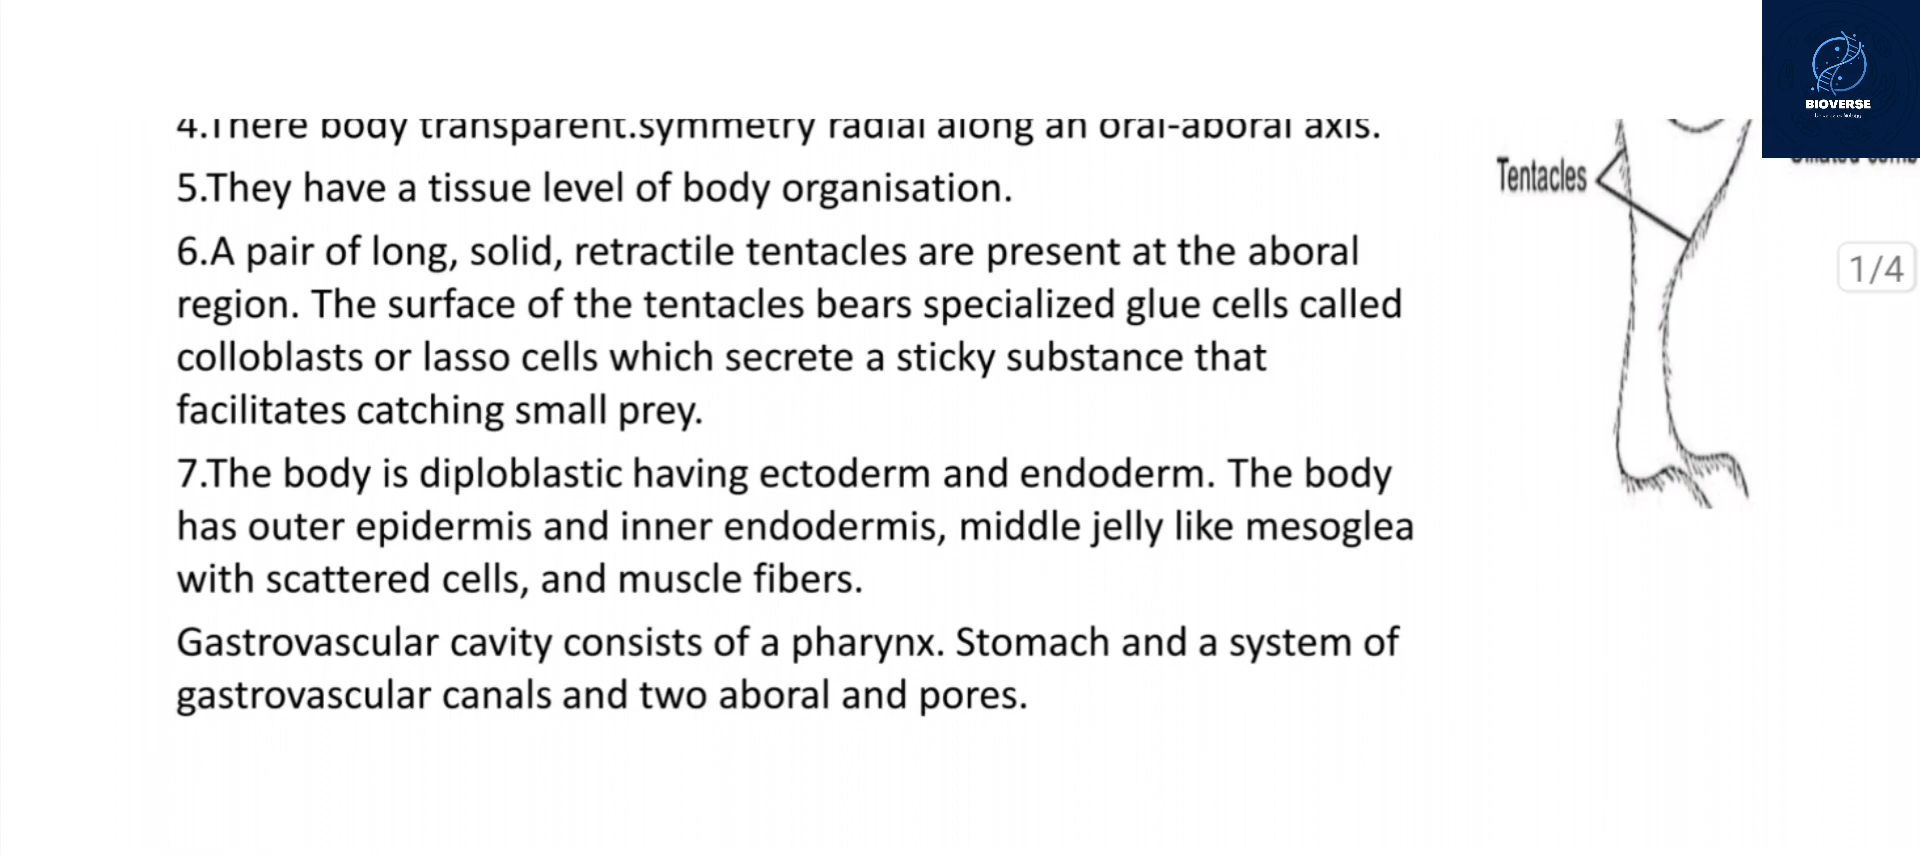 4.There body transparent.symmetry radial along an oral-aboral axis.
5.They have a tissue level of body organisation.
6.A pair of long, solid, retractile tentacles are present at the aboral
region. The surface of the tentacles bears specialized glue cells called
colloblasts or lasso cells which secrete a sticky substance that
facilitates catching small prey.
7.The body is diploblastic having ectoderm and endoderm. The body
has outer epidermis and inner endodermis, middle jelly like mesoglea
with scattered cells, and muscle fibers.
Gastrovascular cavity consists of a pharynx. Stomach and a system of
gastrovascular canals and two aboral and pores.
Tentacles
BIOVERSE
1/4